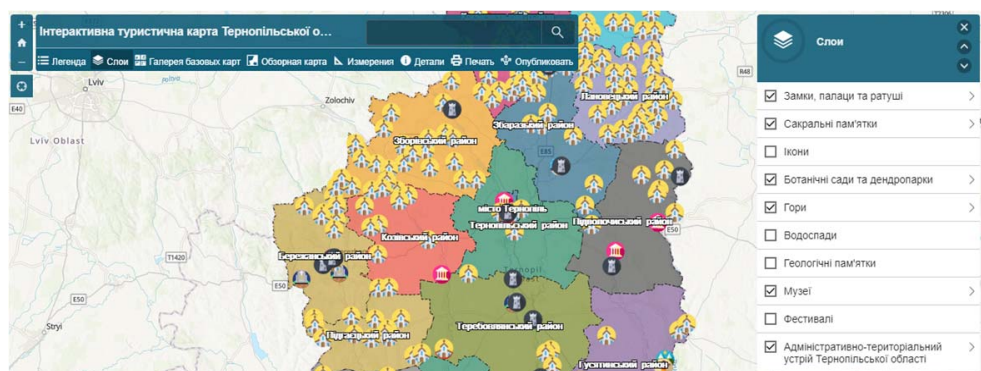 Інтерактивна туристична карта Тернопільської о...
Легенда Слои Галерея базовых карт Обзорная карта Измерения Детали Печать Опубликовать
Слои
Замки, палаци та ратуші
Сакральні пам'ятки
Ікони
Ботанічні сади та дендропарки
Гори
Водоспади
Геологічні пам'ятки
Музеї
Фестивалі
Адміністративно-територіальний
устрій Тернопільської області
R48
Lviv
E40
Zolochiv
Лановецький район
Збаразький район
Зборівський район
Lviv Oblast
E85
місто Тернопіль
Тернопільський район
Підволочиський район
E50
Козівський район
Бережанський район
T1420
E50
E50
Stryi
Теребовлянський район
Підгаєцький район
Гусятинський район